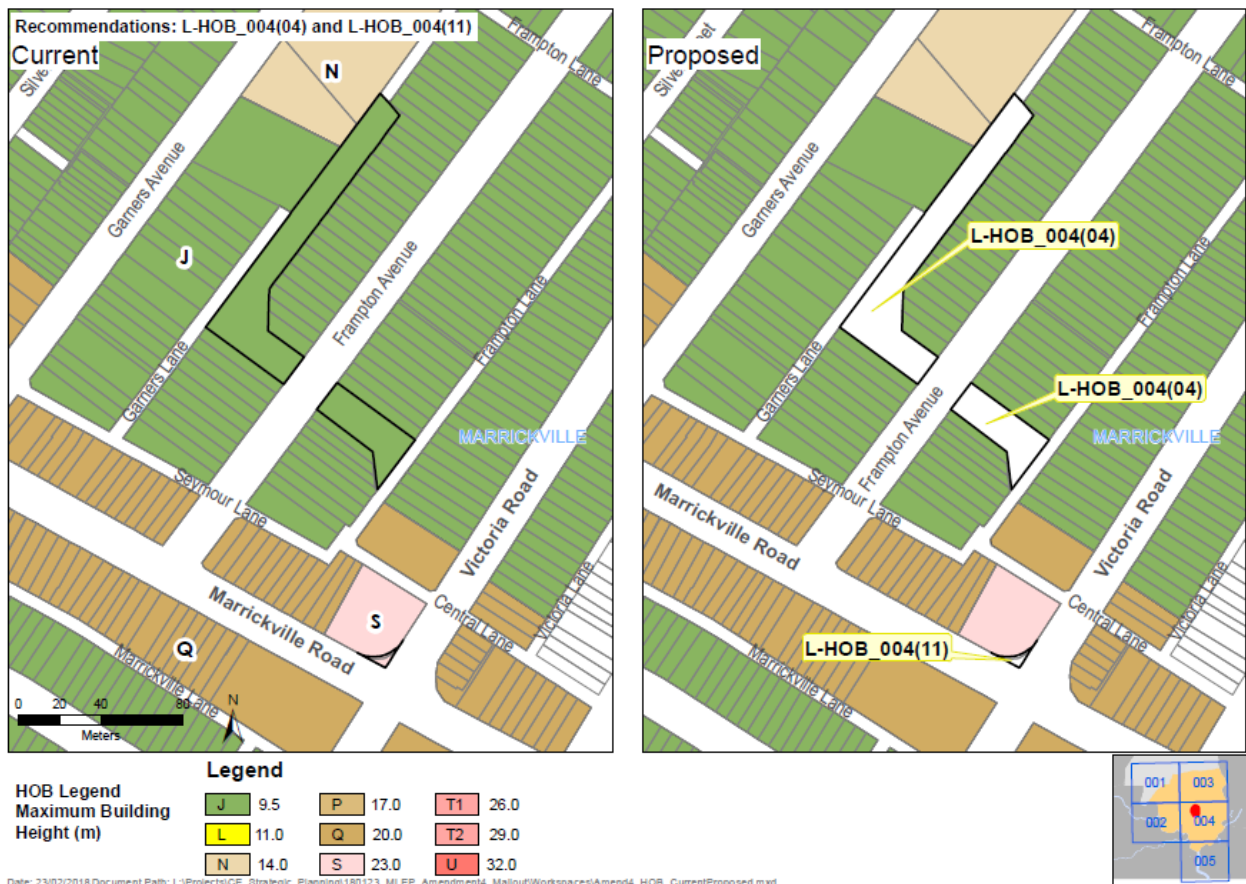 Recommendations: L-HOB_004(04) and L-HOB_004(11)
Current
N
Frampton Lane
Garners Avenue
J
Frampton Avenue
Frampton Lane
Garners Lane
MARRICKVILLE
Seymour Lane
Victoria Road
Marrickville Road
S
Central Lane
Victoria Lane
Q
Marrickville Lane
0 20 40 80
Meters
N
Proposed
Frampton Lane
Garners Avenue
L-HOB_004(04)
Frampton Lane
Garners Lane
L-HOB_004(04)
MARRICKVILLE
Frampton Avenue
Seymour Lane
Marrickville Road
Victoria Road
Central Lane
Victoria Lane
L-HOB_004(11)
Marrickville Lane
HOB Legend
Maximum Building
Height (m)
Legend
J 9.5 P 17.0 T1 26.0
L 11.0 Q 20.0 T2 29.0
N 14.0 S 23.0 U 32.0
001 003
002 004
005